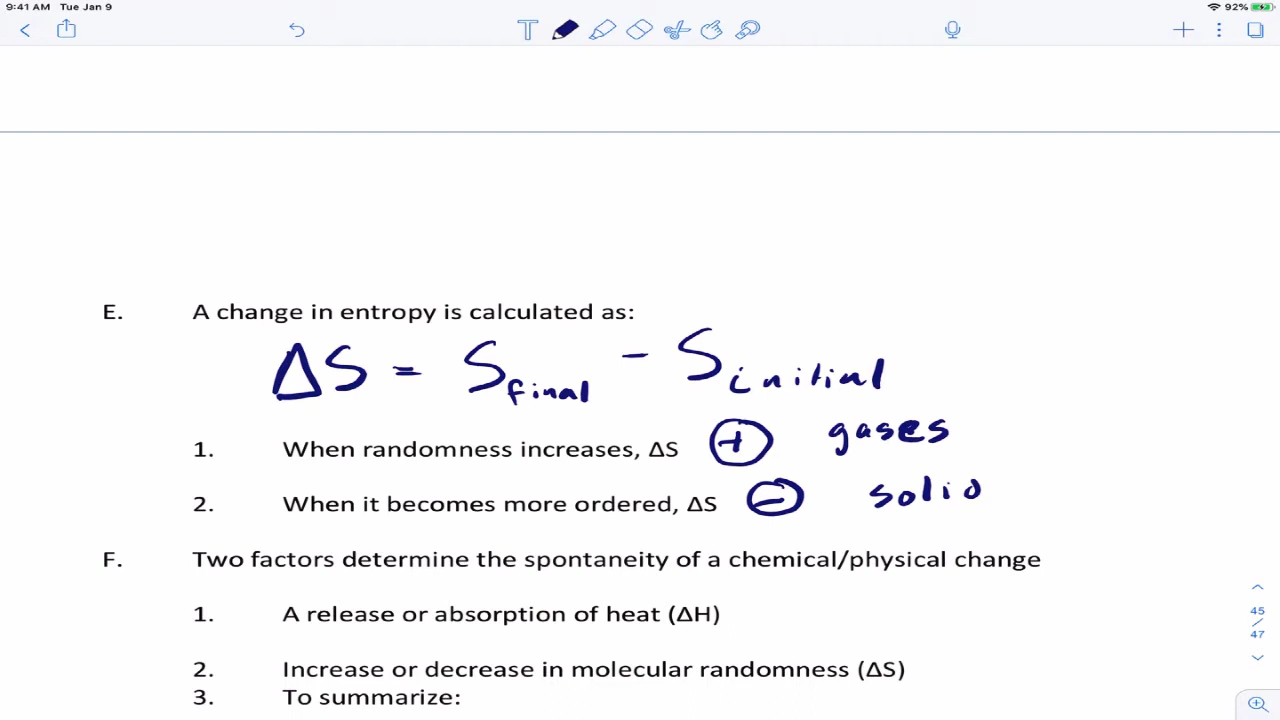 9:41 AM Tue Jan 9
92%
T
E. A change in entropy is calculated as:
ΔS = Sfinal - Sinitial
1. When randomness increases, ΔS + gases
2. When it becomes more ordered, ΔS - solid
F. Two factors determine the spontaneity of a chemical/physical change
1. A release or absorption of heat (ΔH)
2. Increase or decrease in molecular randomness (ΔS)
3. To summarize:
45
/
47